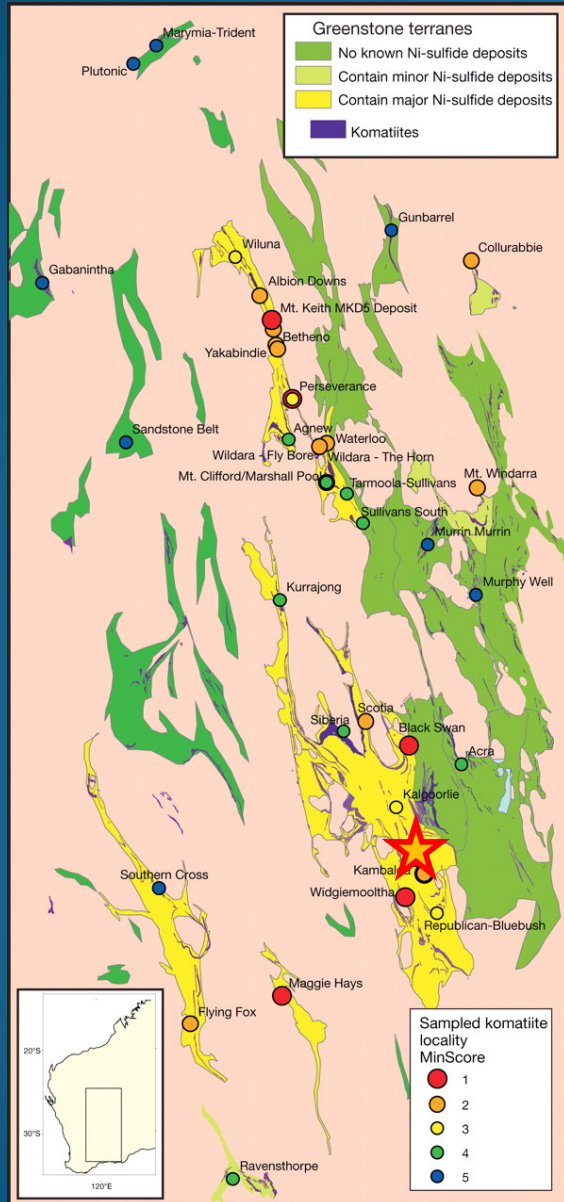 Marymia-Trident
Plutonic
Greenstone terranes
No known Ni-sulfide deposits
Contain minor Ni-sulfide deposits
Contain major Ni-sulfide deposits
Komatiites
Gunbarrel
Collurabbie
Wiluna
Gabanintha
Albion Downs
Mt. Keith MKD5 Deposit
Betheno
Yakabindie
Perseverance
Sandstone Belt
Agnew
Waterloo
Wildara - Fly Bore
Wildara - The Horn
Mt. Clifford/Marshall Pool
Tarmoola-Sullivans
Mt. Windarra
Sullivans South
Murrin Murrin
Kurrajong
Murphy Well
Scotia
Siberia
Black Swan
Acra
Kalgoorlie
Southern Cross
Widgiemooltha
Republican-Bluebush
Maggie Hays
Flying Fox
Ravensthorpe
20°S
30°S
120°E
Sampled komatiite
locality
MinScore
1
2
3
4
5